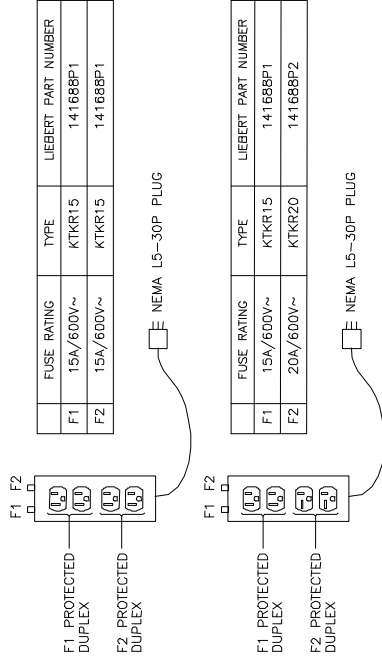 FUSE RATING TYPE LIEBERT PART NUMBER
F1 15A/600V~ KTKR15 141688P1
F2 15A/600V~ KTKR15 141688P1
F1 F2
NEMA L5-30P PLUG
F1 PROTECTED
DUPLEX
F2 PROTECTED
DUPLEX
FUSE RATING TYPE LIEBERT PART NUMBER
F1 15A/600V~ KTKR15 141688P1
F2 20A/600V~ KTKR20 141688P2
F1 F2
NEMA L5-30P PLUG
F1 PROTECTED
DUPLEX
F2 PROTECTED
DUPLEX